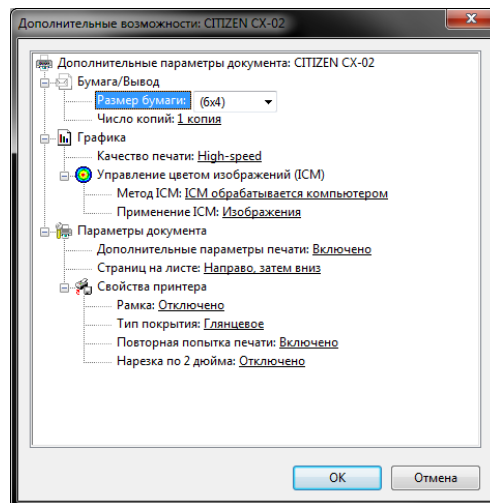 Дополнительные возможности: CITIZEN CX-02
Дополнительные параметры документа: CITIZEN CX-02
Бумага/Вывод
Размер бумаги: (6x4)
Число копий: 1 копия
Графика
Качество печати: High-speed
Управление цветом изображений (ICM)
Метод ICM: ICM обрабатывается компьютером
Применение ICM: Изображения
Параметры документа
Дополнительные параметры печати: Включено
Страниц на листе: Направо, затем вниз
Свойства принтера
Рамка: Отключено
Тип покрытия: Глянцевое
Повторная попытка печати: Включено
Нарезка по 2 дюйма: Отключено
OK Отмена